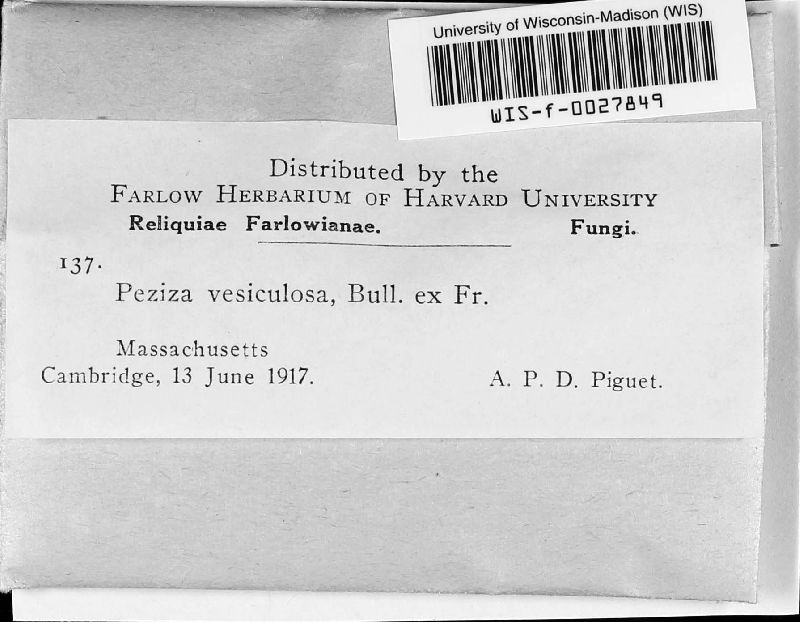 University of Wisconsin-Madison (WIS)
WIS-f-0027849
Distributed by the
FARLOW HERBARIUM OF HARVARD UNIVERSITY
Reliquiae Farlowianae. Fungi.
137.
Peziza vesiculosa, Bull. ex Fr.
Massachusetts
Cambridge, 13 June 1917. A. P. D. Piguet.